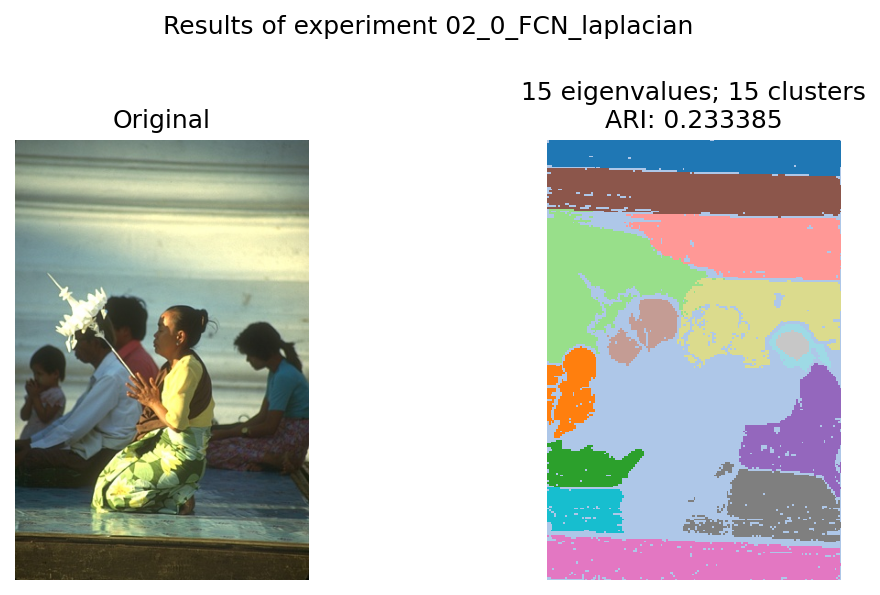 Results of experiment 02_0_FCN_laplacian
Original
15 eigenvalues; 15 clusters
ARI: 0.233385